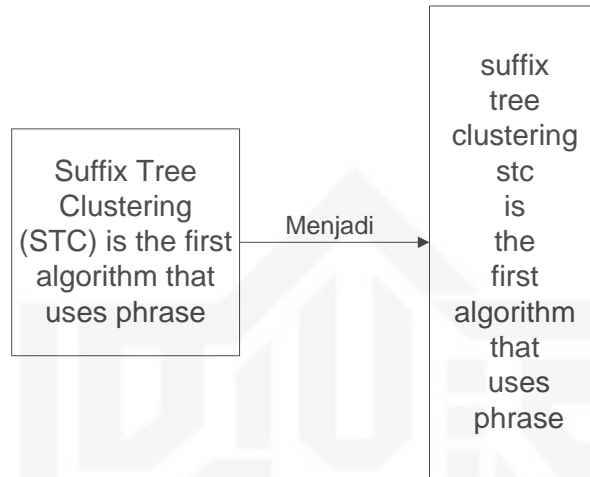 Suffix Tree
Clustering
(STC) is the first
algorithm that
uses phrase
Menjadi
suffix
tree
clustering
stc
is
the
first
algorithm
that
uses
phrase